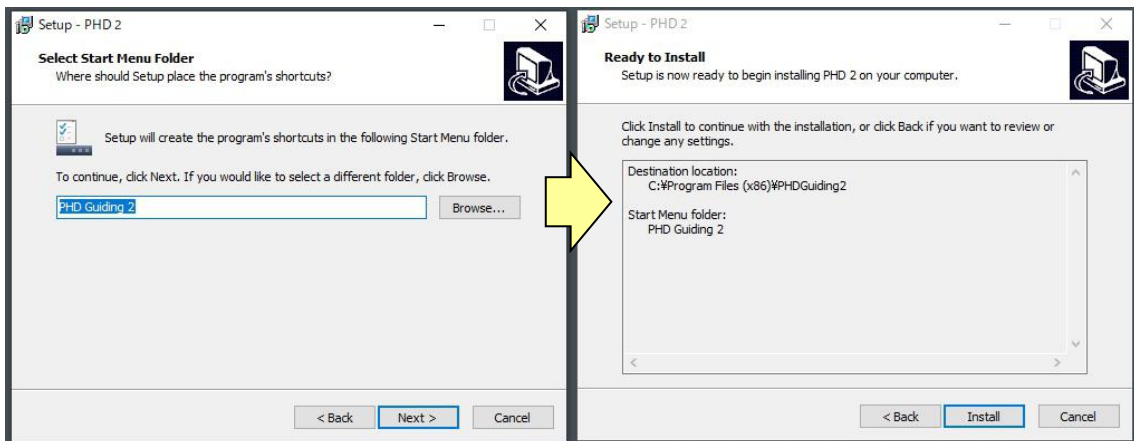 Setup - PHD 2
Select Start Menu Folder
Where should Setup place the program's shortcuts?
Setup will create the program's shortcuts in the following Start Menu folder.
To continue, click Next. If you would like to select a different folder, click Browse.
PHD Guiding 2
Browse...
< Back
Next >
Cancel
Setup - PHD 2
Ready to Install
Setup is now ready to begin installing PHD 2 on your computer.
Click Install to continue with the installation, or click Back if you want to review or
change any settings.
Destination location:
C:¥Program Files (x86)¥PHDGuiding2
Start Menu folder:
PHD Guiding 2
< Back
Install
Cancel